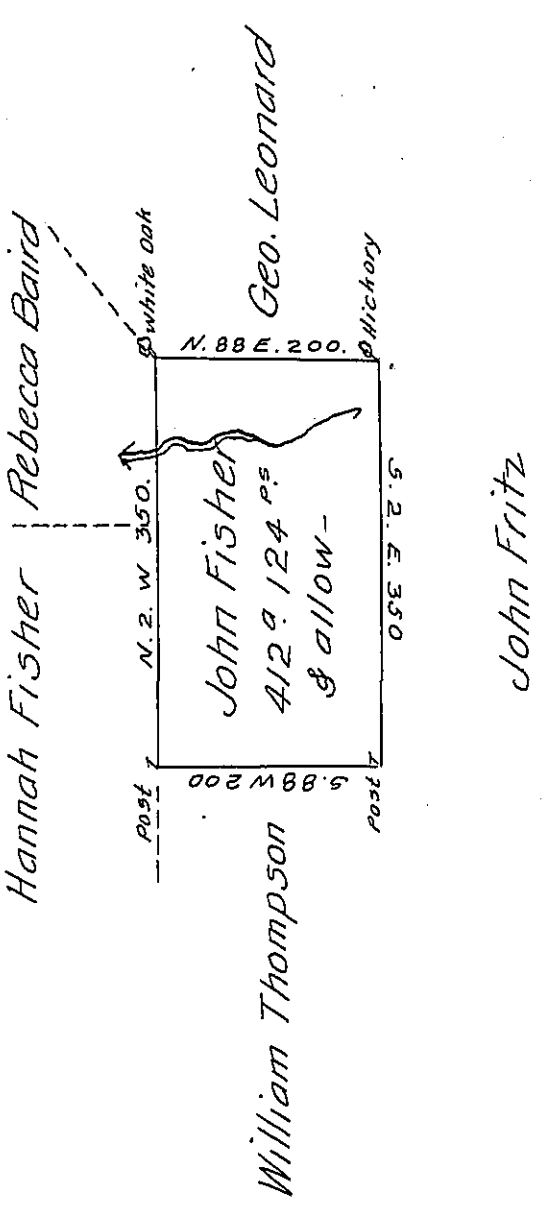 Hannah Fisher
Rebecca Baird
Geo. Leonard
White Oak
Hickory
N. 88 E. 200.
N. 2. W 350.
John Fisher
412 a. 124 ps
& allow-
S. 2. E. 350
Post
S. 88 W 200
Post
William Thompson
John Fritz